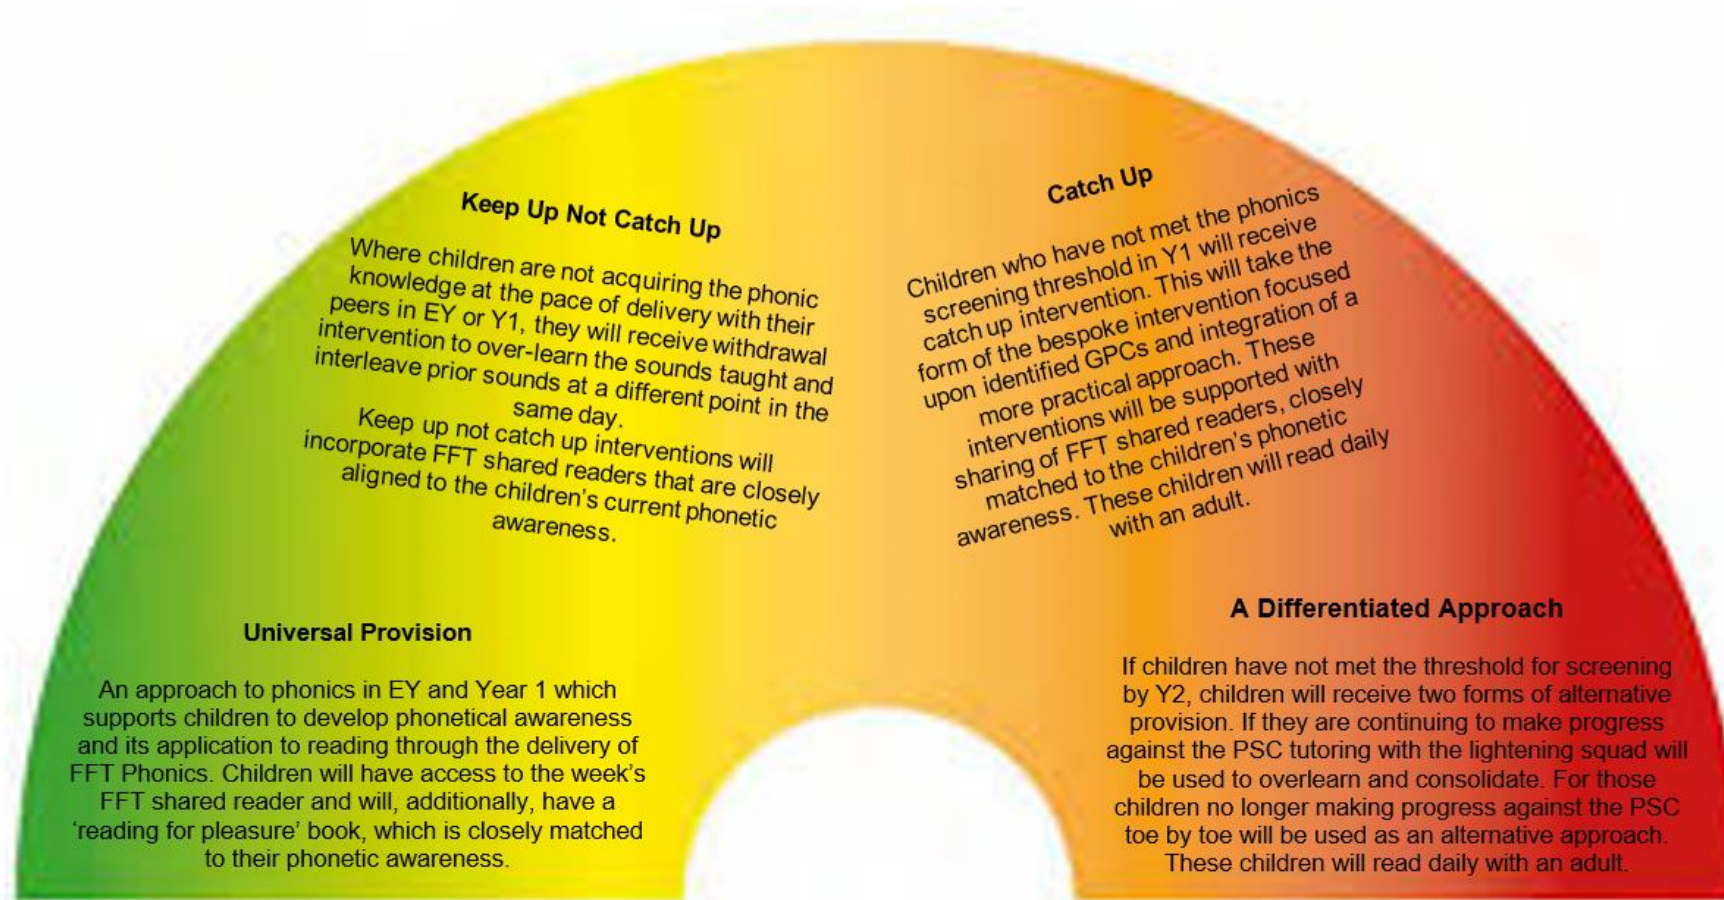 Keep Up Not Catch Up
Where children are not acquiring the phonic
knowledge at the pace of delivery with their
peers in EY or Y1, they will receive withdrawal
intervention to over-learn the sounds taught and
interleave prior sounds at a different point in the
same day.
Keep up not catch up interventions will
incorporate FFT shared readers that are closely
aligned to the children's current phonetic
awareness.
Catch Up
Children who have not met the phonics
screening threshold in Y1 will receive
catch up intervention. This will take the
form of the bespoke intervention focused
upon identified GPCs and integration of a
more practical approach. These
interventions will be supported with
sharing of FFT shared readers, closely
matched to the children's phonetic
awareness. These children will read daily
with an adult.
Universal Provision
An approach to phonics in EY and Year 1 which
supports children to develop phonetical awareness
and its application to reading through the delivery of
FFT Phonics. Children will have access to the week's
FFT shared reader and will, additionally, have a
'reading for pleasure' book, which is closely matched
to their phonetic awareness.
A Differentiated Approach
If children have not met the threshold for screening
by Y2, children will receive two forms of alternative
provision. If they are continuing to make progress
against the PSC tutoring with the lightening squad will
be used to overlearn and consolidate. For those
children no longer making progress against the PSC
toe by toe will be used as an alternative approach.
These children will read daily with an adult.